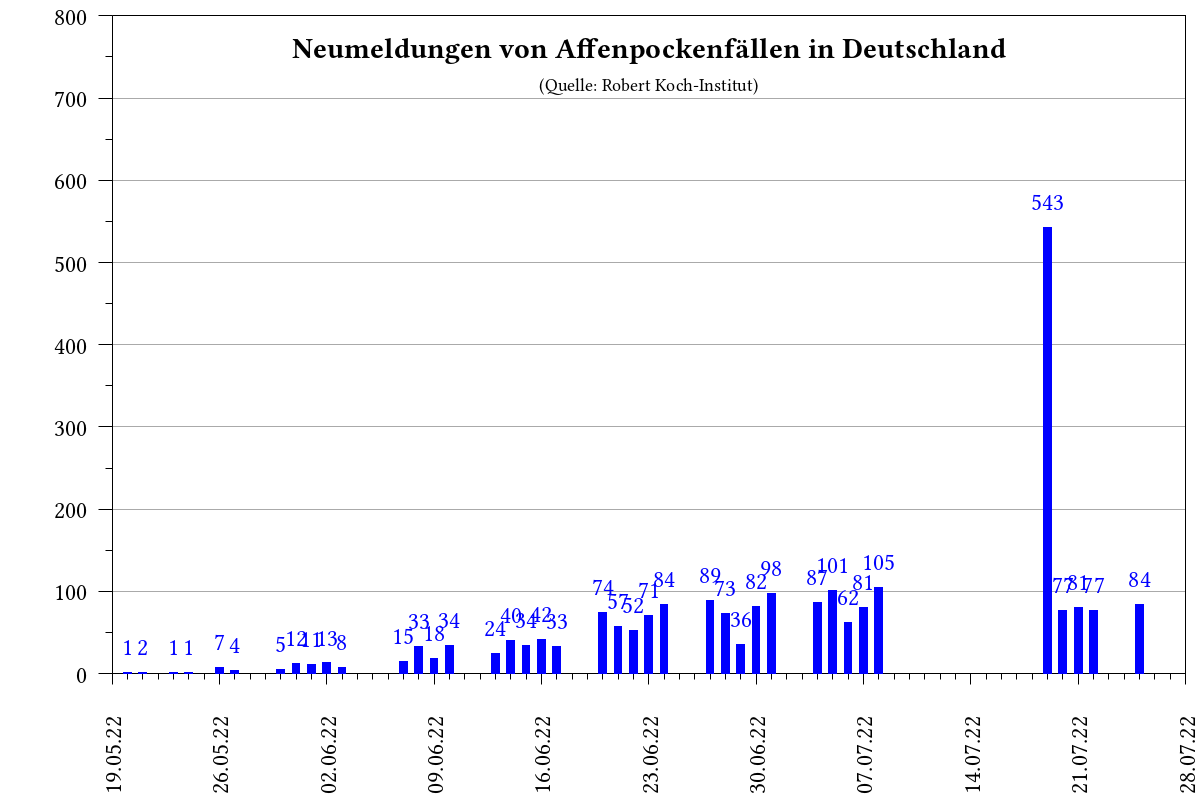 Neumeldungen von Affenpockenfällen in Deutschland
(Quelle: Robert Koch-Institut)
800
700
600
500
400
300
200
100
0
1 2 1 1 7 4 5 12 11 13 8 15 33 18 34 24 40 34 42 33 74 57 52 71 84 89 73 36 82 98 87 101 62 81 105 543 77 81 77 84
19.05.22 26.05.22 02.06.22 09.06.22 16.06.22 23.06.22 30.06.22 07.07.22 14.07.22 21.07.22 28.07.22